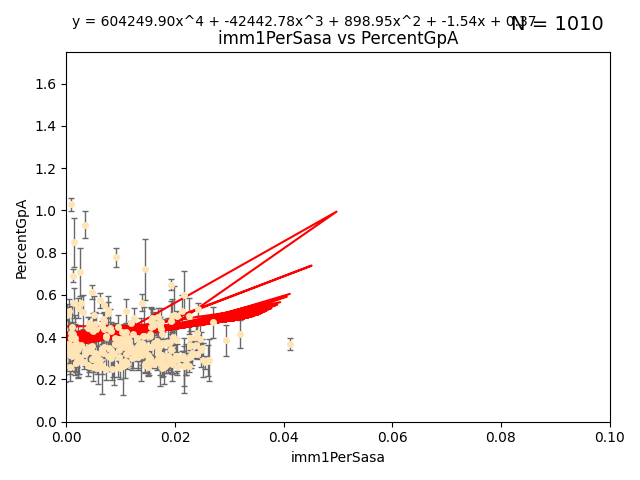 y = 604249.90x^4 + -42442.78x^3 + 898.95x^2 + -1.54x + 0.37
N = 1010
imm1PerSasa vs PercentGpA
PercentGpA
1.6
1.4
1.2
1.0
0.8
0.6
0.4
0.2
0.0
0.00 0.02 0.04 0.06 0.08 0.10
imm1PerSasa